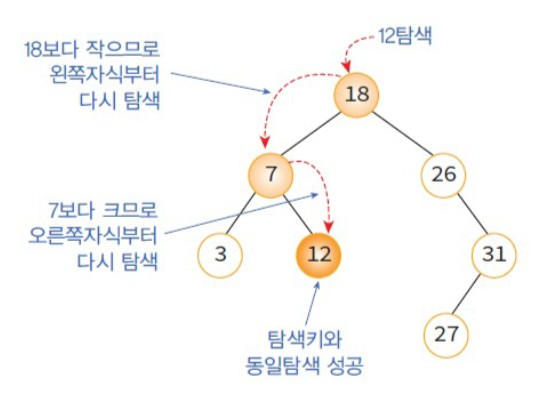 12탐색
18보다 작으므로
왼쪽자식부터
다시 탐색
18
7
26
7보다 크므로
오른쪽자식부터
다시 탐색
3
12
31
27
탐색키와
동일탐색 성공